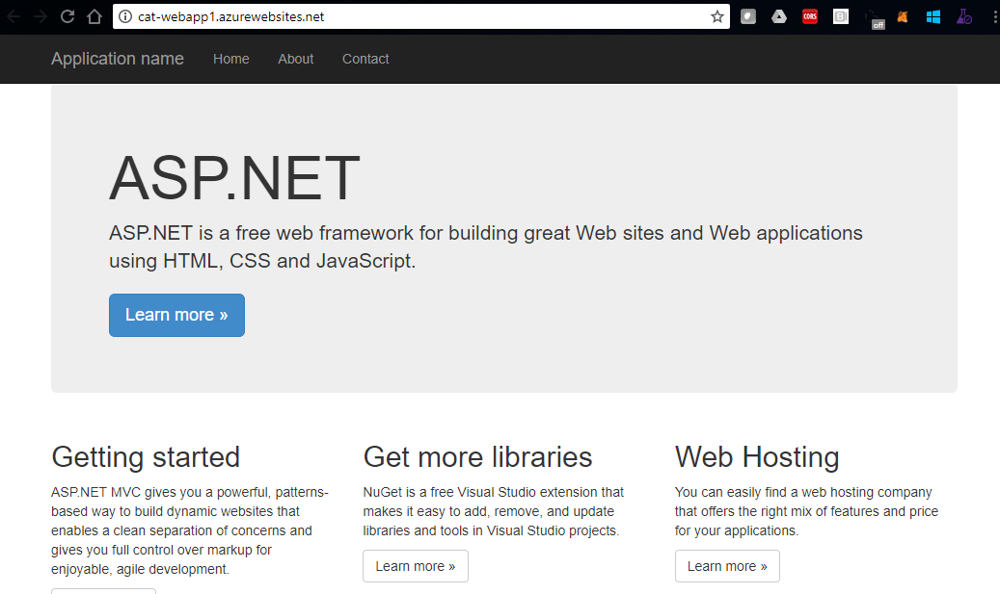 cat-webapp1.azurewebsites.net
CORS
off
Application name Home About Contact
ASP.NET
ASP.NET is a free web framework for building great Web sites and Web applications
using HTML, CSS and JavaScript.
Learn more »
Getting started
ASP.NET MVC gives you a powerful, patterns-
based way to build dynamic websites that
enables a clean separation of concerns and
gives you full control over markup for
enjoyable, agile development.
Get more libraries
NuGet is a free Visual Studio extension that
makes it easy to add, remove, and update
libraries and tools in Visual Studio projects.
Learn more »
Web Hosting
You can easily find a web hosting company
that offers the right mix of features and price
for your applications.
Learn more »